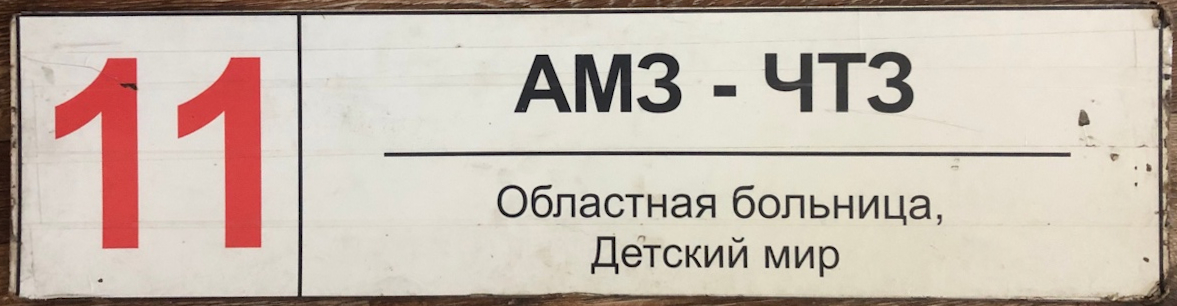 11
АМЗ - ЧТЗ
Областная больница,
Детский мир